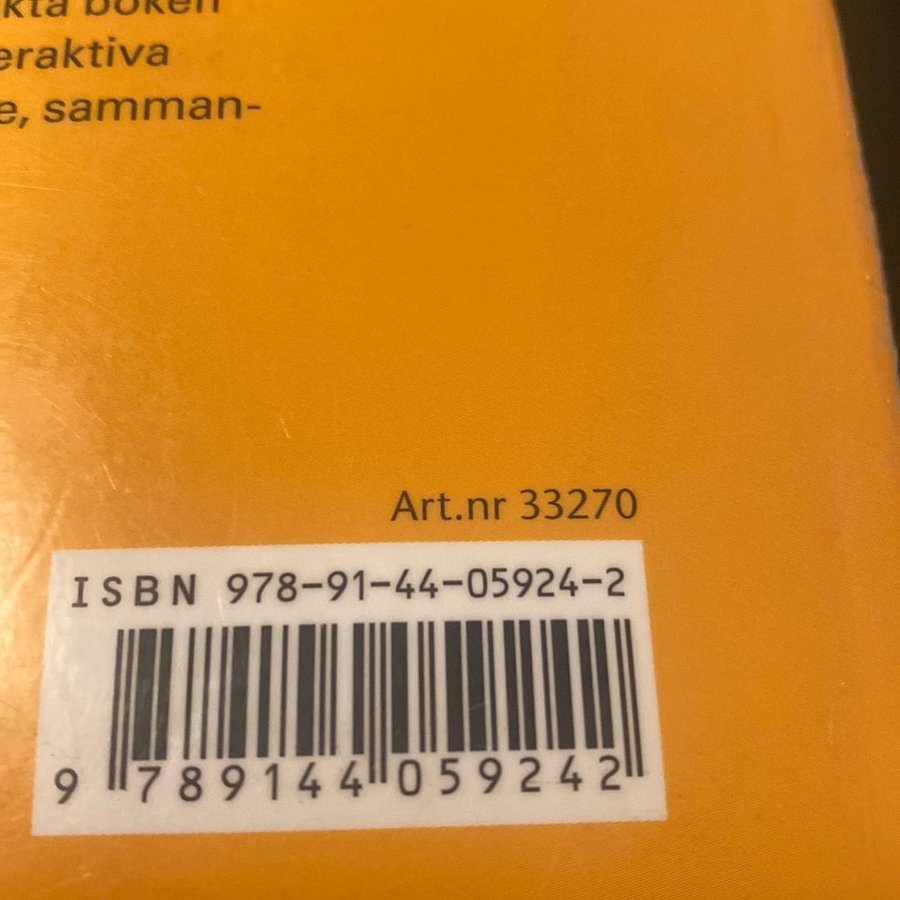 kta boken
eraktiva
e, samman-
Art.nr 33270
ISBN 978-91-44-05924-2
9 789144 059242